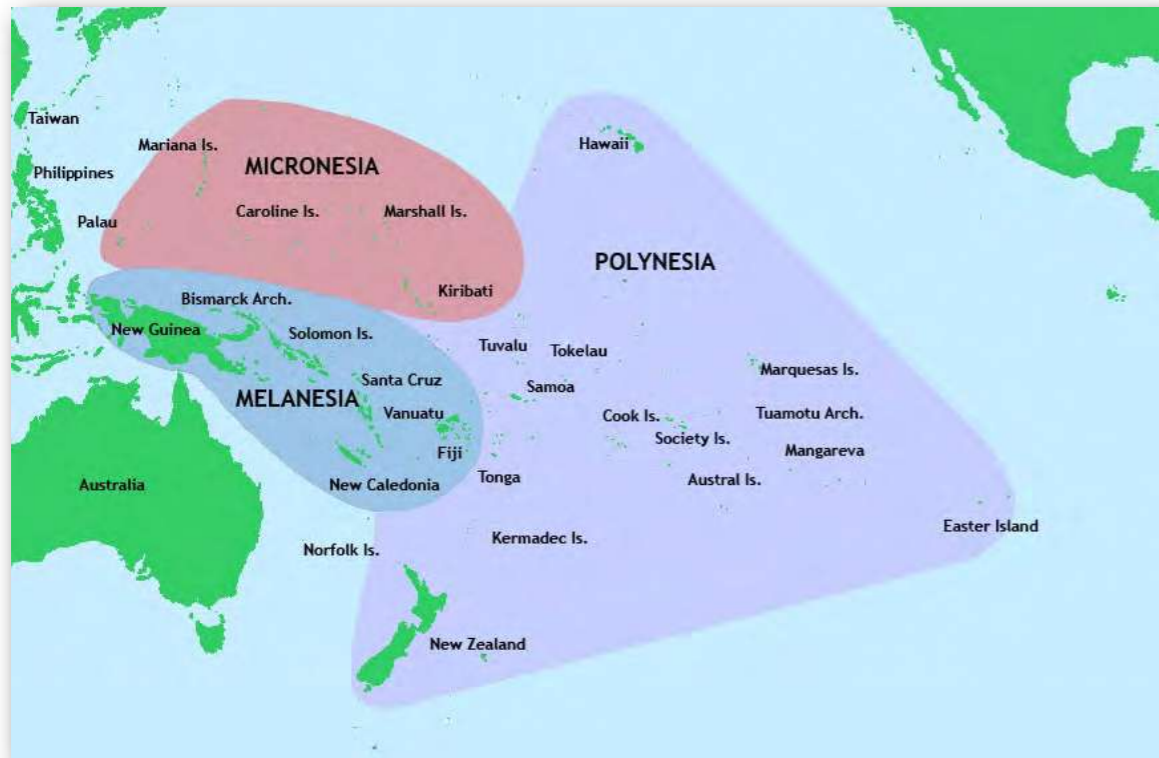 Hawaii
Taiwan
Mariana Is.
MICRONESIA
Philippines
Caroline Is.
Marshall Is.
Palau
POLYNESIA
Kiribati
Bismarck Arch.
New Guinea
Solomon Is.
Tuvalu
Tokelau
Marquesas Is.
Santa Cruz
Samoa
MELANESIA
Vanuatu
Cook Is.
Tuamotu Arch.
Society Is.
Fiji
Mangareva
Tonga
Austral Is.
Australia
New Caledonia
Easter Island
Kermadec Is.
Norfolk Is.
New Zealand